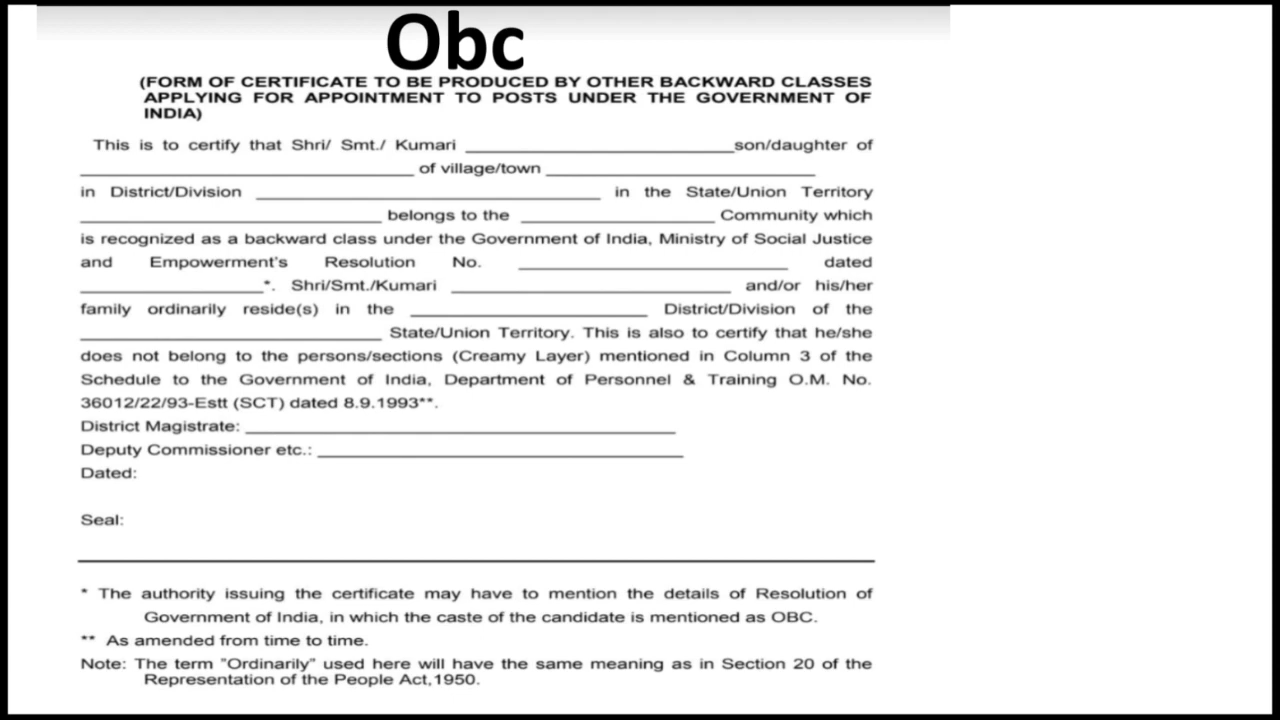 Obc
(FORM OF CERTIFICATE TO BE PRODUCED BY OTHER BACKWARD CLASSES
APPLYING FOR APPOINTMENT TO POSTS UNDER THE GOVERNMENT OF
INDIA)
This is to certify that Shri/ Smt./ Kumari ____________________________son/daughter of
___________________________________ of village/town ____________________________
in District/Division ____________________________________ in the State/Union Territory
________________________________ belongs to the ____________________ Community which
is recognized as a backward class under the Government of India, Ministry of Social Justice
and Empowerment's Resolution No. ____________________________ dated
___________________*. Shri/Smt./Kumari _____________________________ and/or his/her
family ordinarily reside(s) in the _________________________ District/Division of the
________________________________ State/Union Territory. This is also to certify that he/she
does not belong to the persons/sections (Creamy Layer) mentioned in Column 3 of the
Schedule to the Government of India, Department of Personnel & Training O.M. No.
36012/22/93-Estt (SCT) dated 8.9.1993**.
District Magistrate: _____________________________________________
Deputy Commissioner etc.: ______________________________________
Dated:
Seal:
* The authority issuing the certificate may have to mention the details of Resolution of
Government of India, in which the caste of the candidate is mentioned as OBC.
** As amended from time to time.
Note: The term "Ordinarily" used here will have the same meaning as in Section 20 of the
Representation of the People Act,1950.